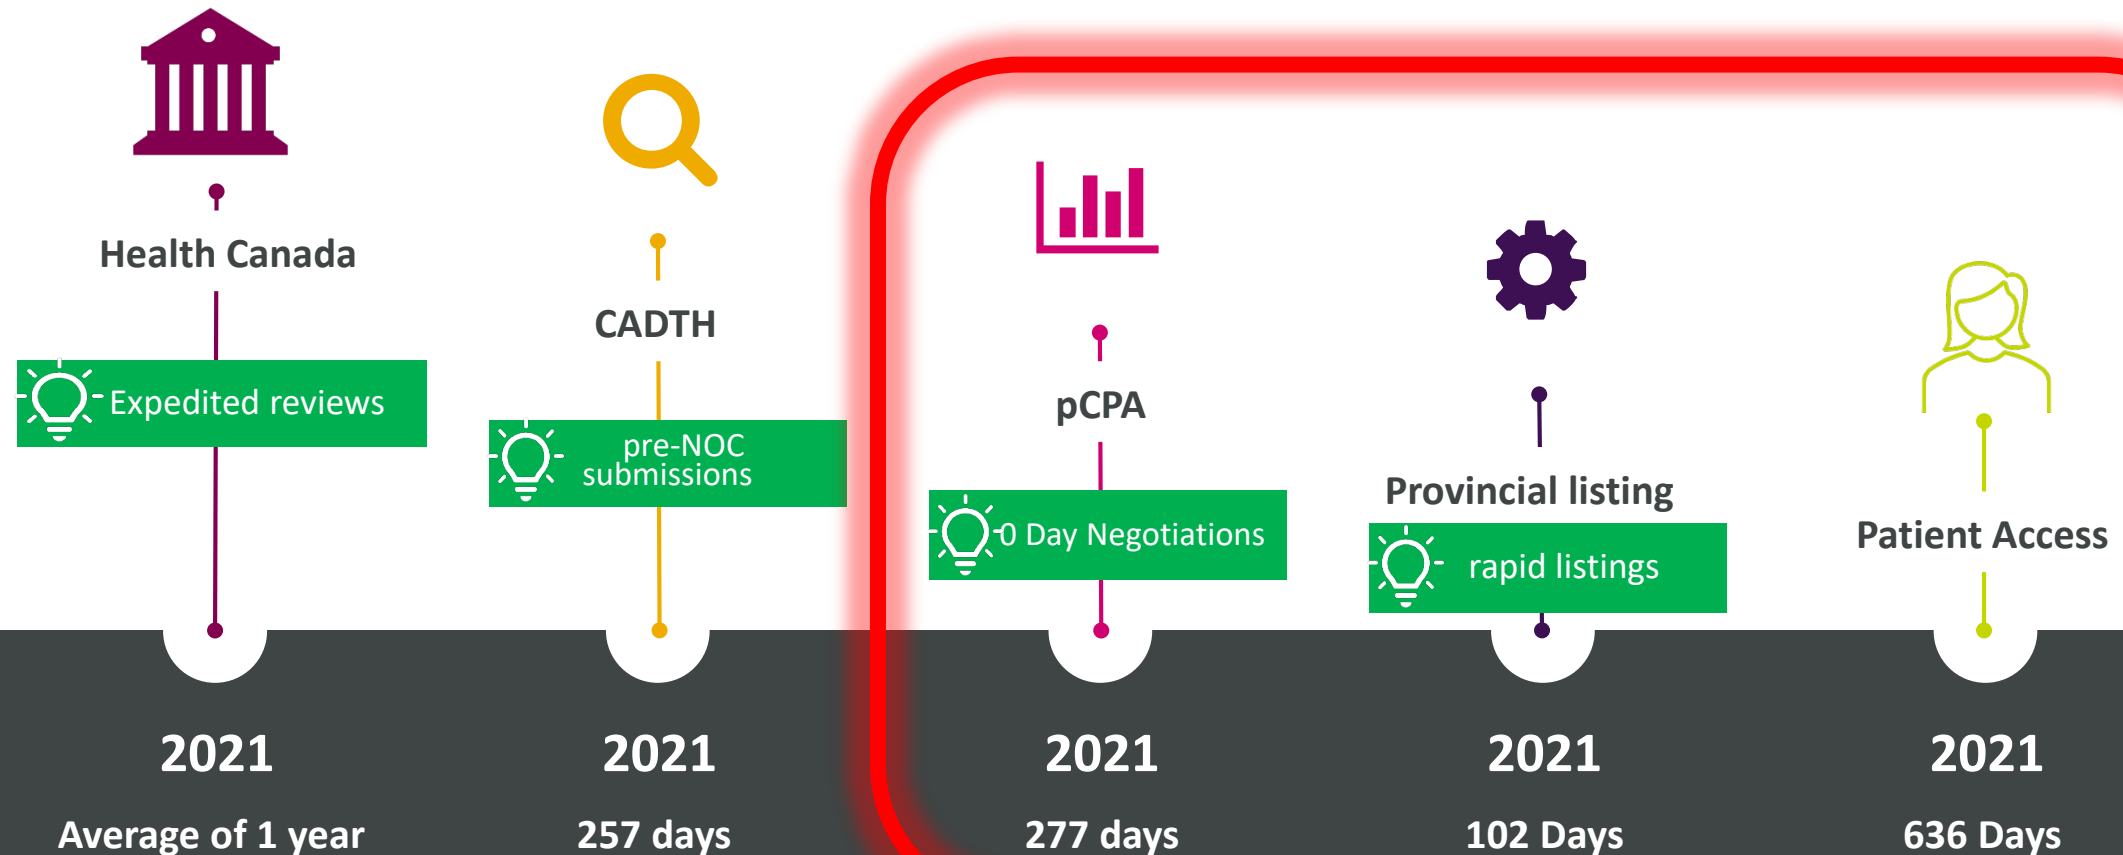 Health Canada
Expedited reviews
2021
Average of 1 year
CADTH
pre-NOC
submissions
2021
257 days
pCPA
0 Day Negotiations
2021
277 days
Provincial listing
rapid listings
2021
102 Days
Patient Access
2021
636 Days